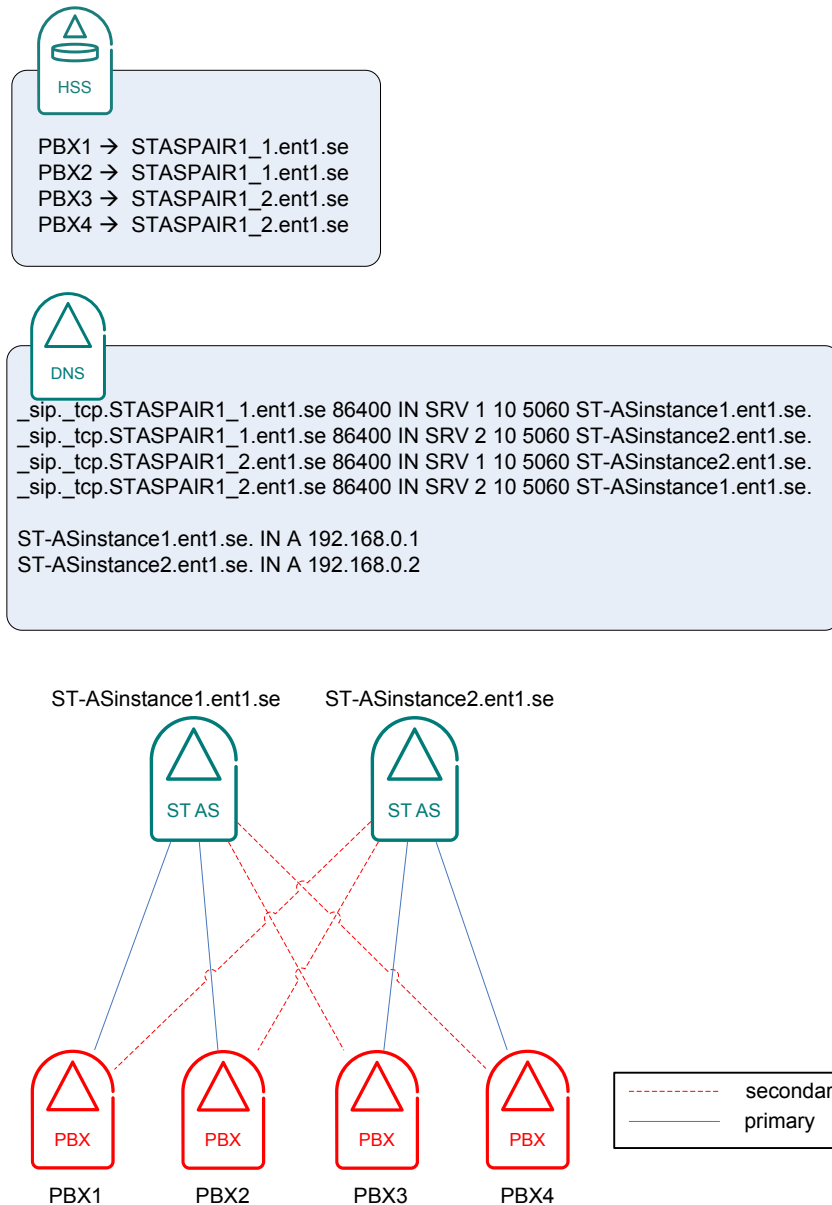 HSS
PBX1 → STASPAIR1_1.ent1.se
PBX2 → STASPAIR1_1.ent1.se
PBX3 → STASPAIR1_2.ent1.se
PBX4 → STASPAIR1_2.ent1.se
DNS
_sip._tcp.STASPAIR1_1.ent1.se 86400 IN SRV 1 10 5060 ST-ASinstance1.ent1.se.
_sip._tcp.STASPAIR1_1.ent1.se 86400 IN SRV 2 10 5060 ST-ASinstance2.ent1.se.
_sip._tcp.STASPAIR1_2.ent1.se 86400 IN SRV 1 10 5060 ST-ASinstance2.ent1.se.
_sip._tcp.STASPAIR1_2.ent1.se 86400 IN SRV 2 10 5060 ST-ASinstance1.ent1.se.
ST-ASinstance1.ent1.se. IN A 192.168.0.1
ST-ASinstance2.ent1.se. IN A 192.168.0.2
ST-ASinstance1.ent1.se ST-ASinstance2.ent1.se
ST AS ST AS
secondar
primary
PBX PBX PBX PBX
PBX1 PBX2 PBX3 PBX4